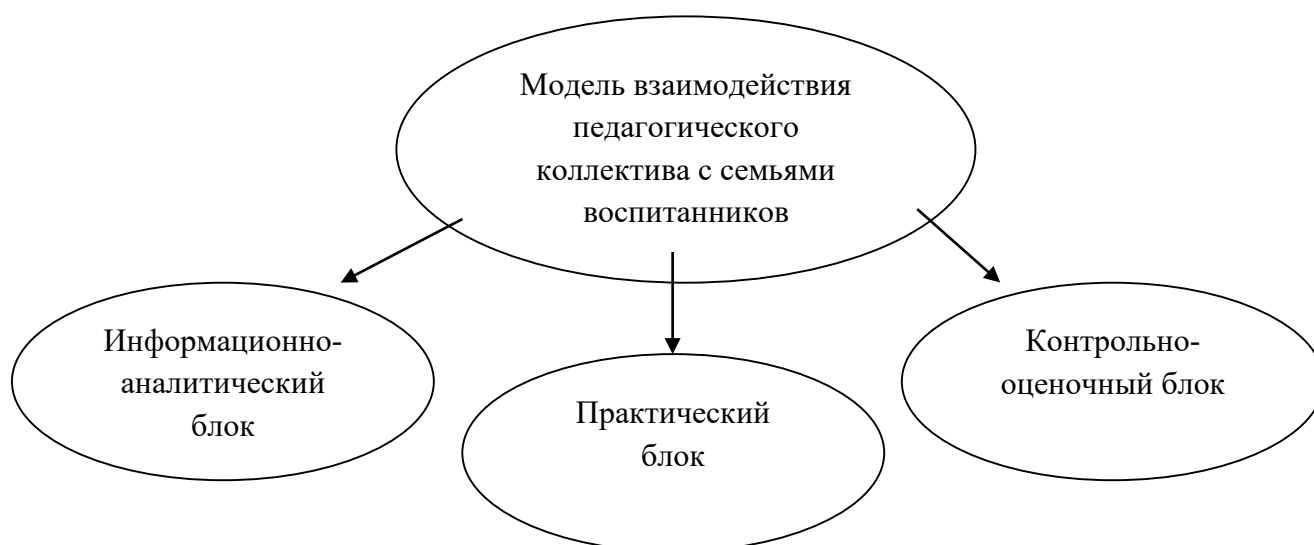 Модель взаимодействия
педагогического
коллектива с семьями
воспитанников
Информационно-
аналитический
блок
Практический
блок
Контрольно-
оценочный блок